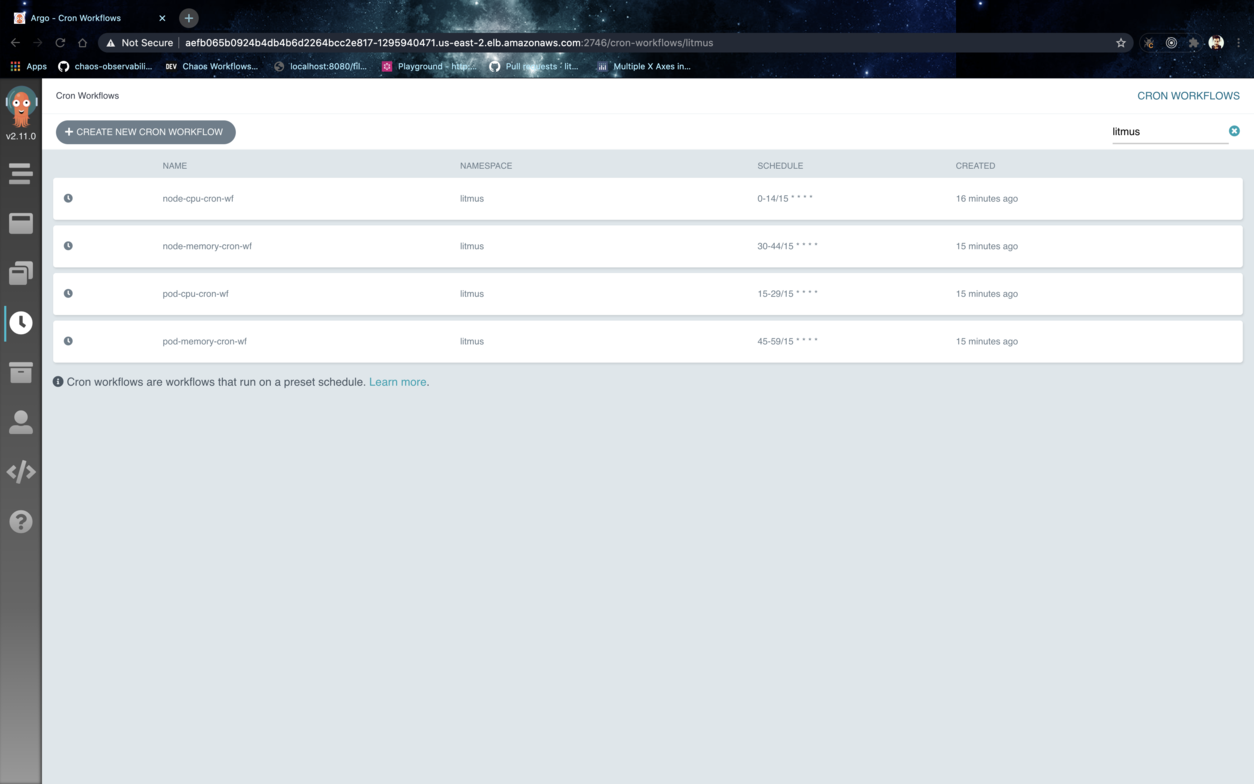 Argo - Cron Workflows
Not Secure aefb065b0924b4db4b6d2264bcc2e817-1295940471.us-east-2.elb.amazonaws.com:2746/cron-workflows/litmus
Apps chaos-observabili... DEV Chaos Workflows... localhost:8080/fil... Playground - http:... Pull requests · lit... Multiple X Axes in...
Cron Workflows CRON WORKFLOWS
v2.11.0
+ CREATE NEW CRON WORKFLOW litmus
NAME NAMESPACE SCHEDULE CREATED
node-cpu-cron-wf litmus 0-14/15 * * * * 16 minutes ago
node-memory-cron-wf litmus 30-44/15 * * * * 15 minutes ago
pod-cpu-cron-wf litmus 15-29/15 * * * * 15 minutes ago
pod-memory-cron-wf litmus 45-59/15 * * * * 15 minutes ago
Cron workflows are workflows that run on a preset schedule. Learn more.